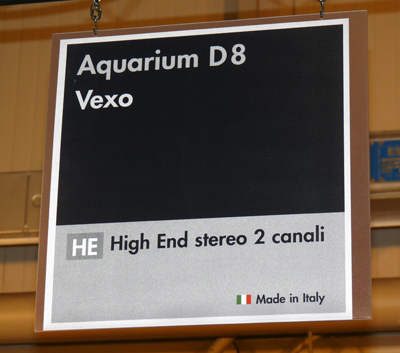 Aquarium D8
Vexo
HE High End stereo 2 canali
Made in Italy